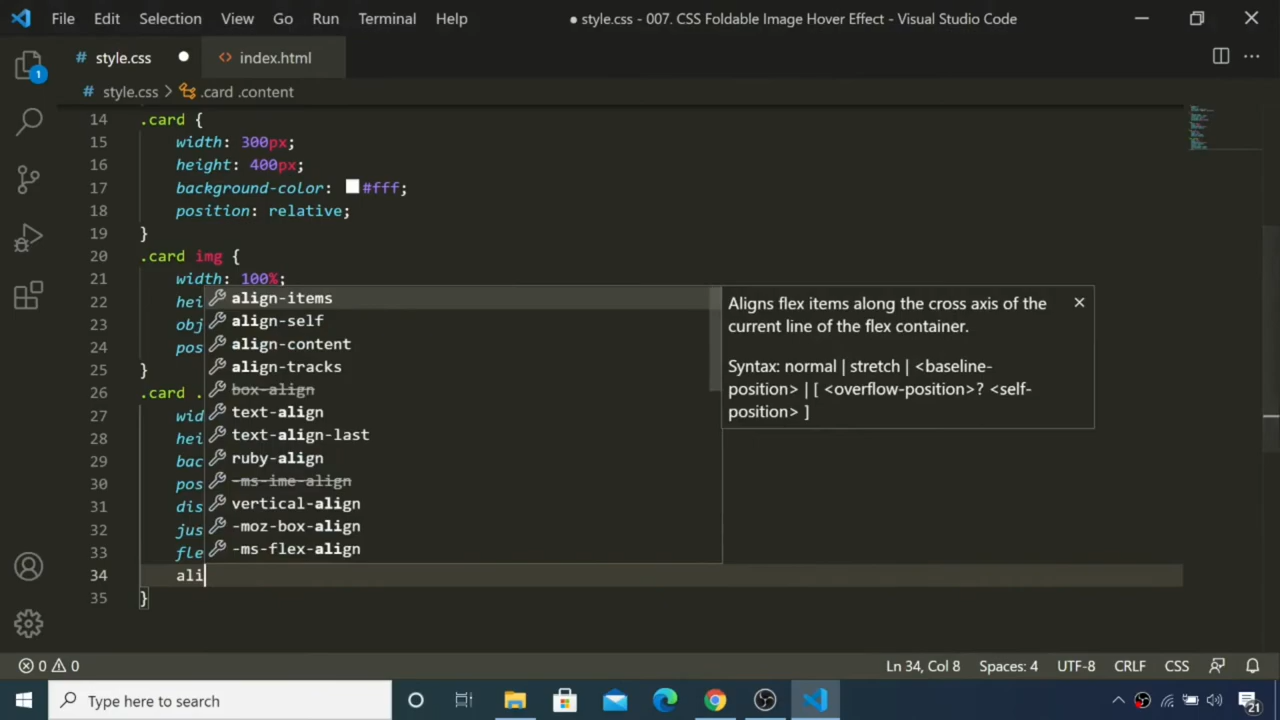 File Edit Selection View Go Run Terminal Help ● style.css - 007. CSS Foldable Image Hover Effect - Visual Studio Code
# style.css ● <> index.html
1
# style.css > .card .content
14 .card {
15 width: 300px;
16 height: 400px;
17 background-color: #fff;
18 position: relative;
19 }
20 .card img {
21 width: 100%;
22 hei
23 obj
24 pos
25 }
26 .card .
27 wid
28 hei
29 bac
30 pos
31 dis
32 jus
33 fle
34 ali
35 }
align-items
align-self
align-content
align-tracks
box-align
text-align
text-align-last
ruby-align
-ms-ime-align
vertical-align
-moz-box-align
-ms-flex-align
Aligns flex items along the cross axis of the
current line of the flex container.
Syntax: normal | stretch | <baseline-
position> | [ <overflow-position>? <self-
position> ]
0 0 Ln 34, Col 8 Spaces: 4 UTF-8 CRLF CSS
Type here to search
21